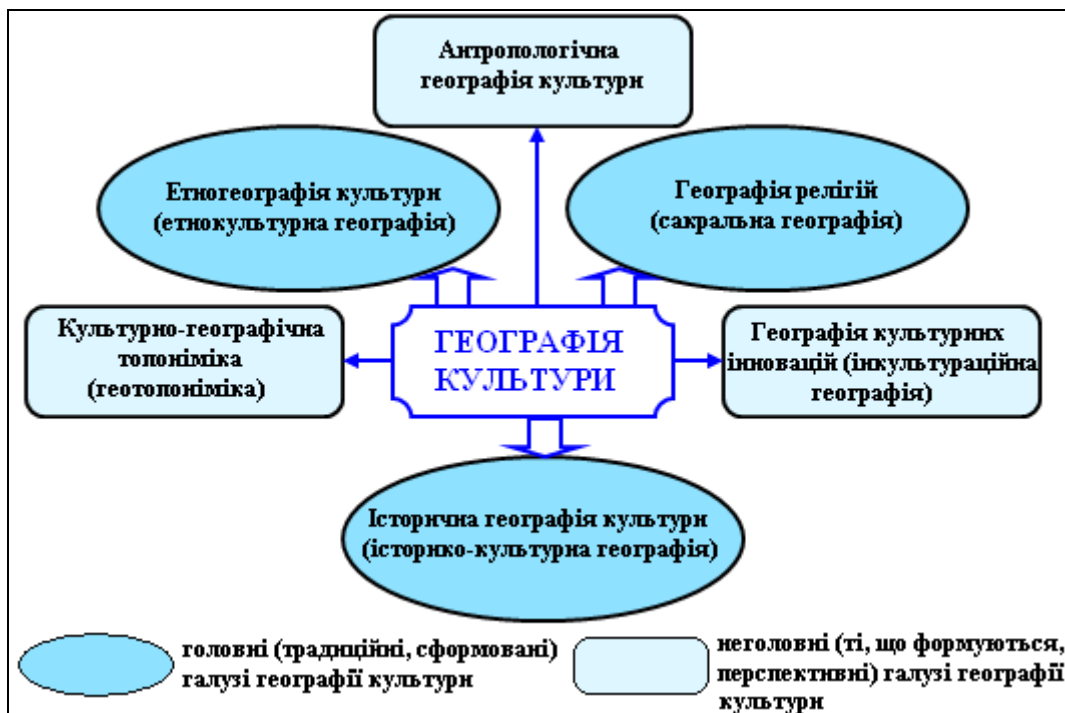 Антропологічна
географія культури
Етногеографія культури
(етнокультурна географія)
Географія релігій
(сакральна географія)
Культурно-географічна
топоніміка
(геотопоніміка)
ГЕОГРАФІЯ
КУЛЬТУРИ
Географія культурних
інновацій (інкультураційна
географія)
Історична географія культури
(історико-культурна географія)
головні (традиційні, сформовані)
галузі географії культури
неголовні (ті, що формуються,
перспективні) галузі географії
культури